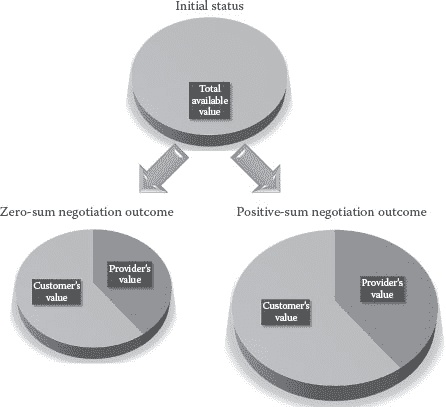 Initial status
Total
available
value
Zero-sum negotiation outcome
Positive-sum negotiation outcome
Customer's
value
Provider's
value
Customer's
value
Provider's
value